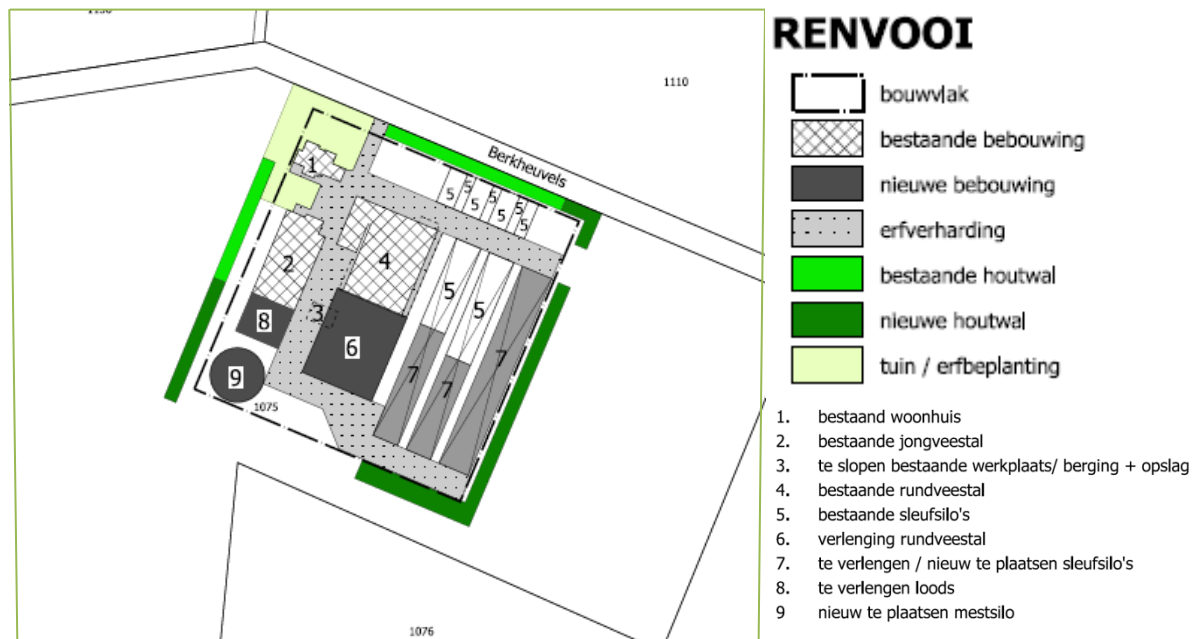 1110
Berkheuvels
1
5
5
5
5
5
5
5
2
4
5
5
3
8
6
7
9
7
7
1075
1076
RENVOOI
bouwvlak
bestaande bebouwing
nieuwe bebouwing
erfverharding
bestaande houtwal
nieuwe houtwal
tuin / erfbeplanting
1. bestaand woonhuis
2. bestaande jongveestal
3. te slopen bestaande werkplaats/ berging + opslag
4. bestaande rundveestal
5. bestaande sleufsilo's
6. verlenging rundveestal
7. te verlengen / nieuw te plaatsen sleufsilo's
8. te verlengen loods
9 nieuw te plaatsen mestsilo